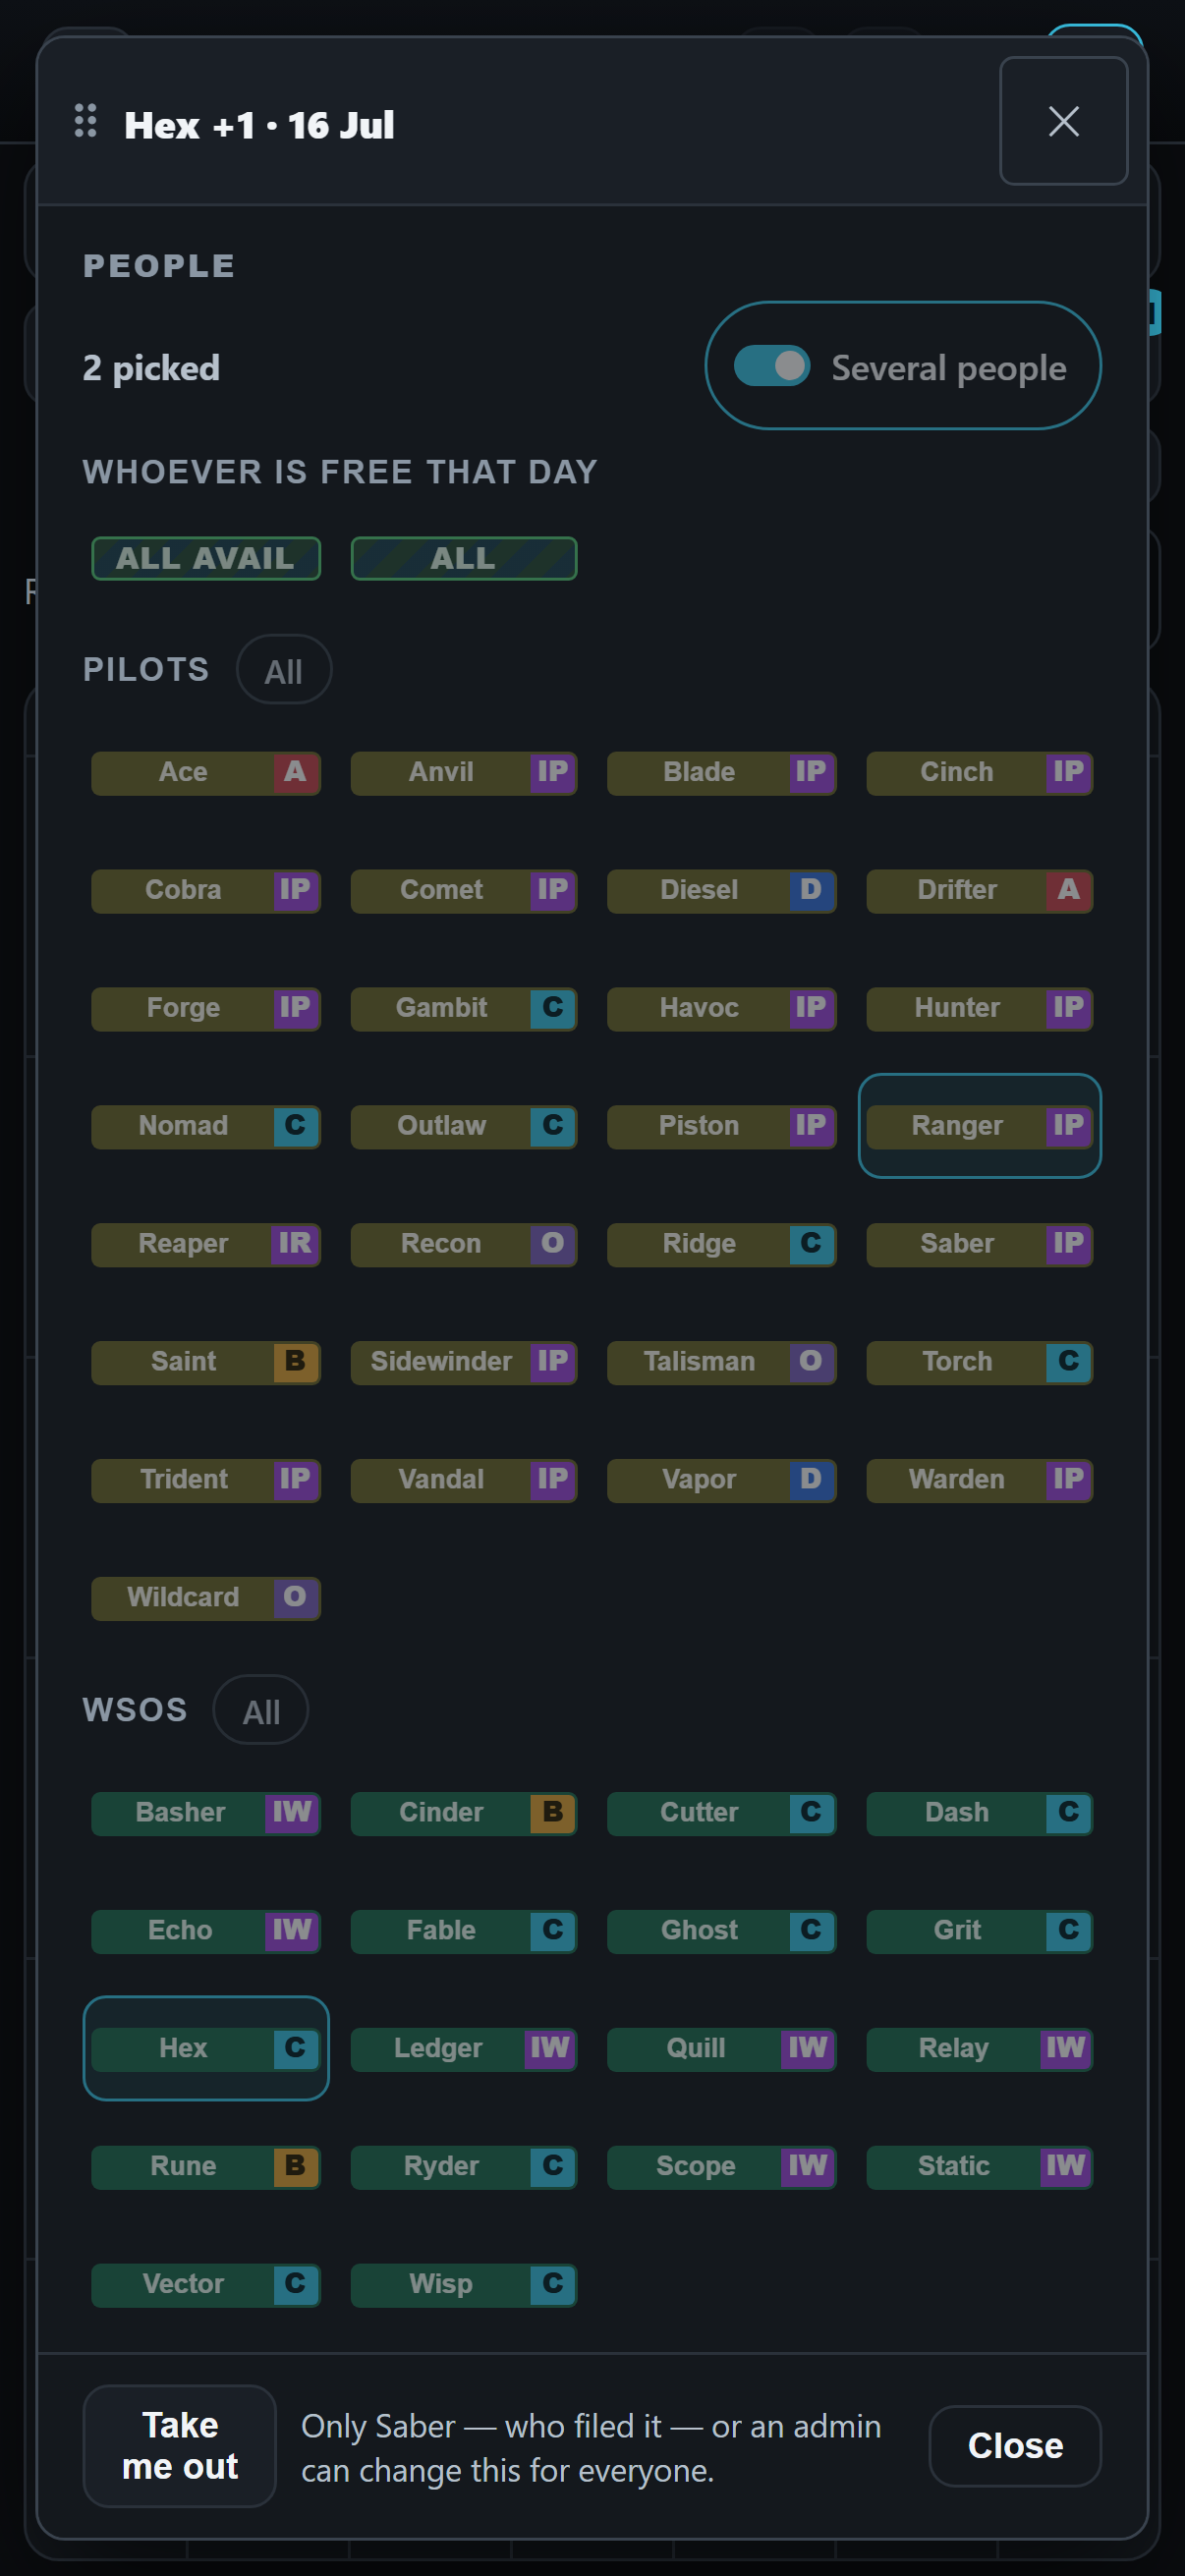 Hex +1 · 16 Jul
PEOPLE
2 picked
Several people
WHOEVER IS FREE THAT DAY
ALL AVAIL ALL
PILOTS All
Ace A Anvil IP Blade IP Cinch IP
Cobra IP Comet IP Diesel D Drifter A
Forge IP Gambit C Havoc IP Hunter IP
Nomad C Outlaw C Piston IP Ranger IP
Reaper IR Recon O Ridge C Saber IP
Saint B Sidewinder IP Talisman O Torch C
Trident IP Vandal IP Vapor D Warden IP
Wildcard O
WSOS All
Basher IW Cinder B Cutter C Dash C
Echo IW Fable C Ghost C Grit C
Hex C Ledger IW Quill IW Relay IW
Rune B Ryder C Scope IW Static IW
Vector C Wisp C
Take
me out
Only Saber — who filed it — or an admin
can change this for everyone.
Close